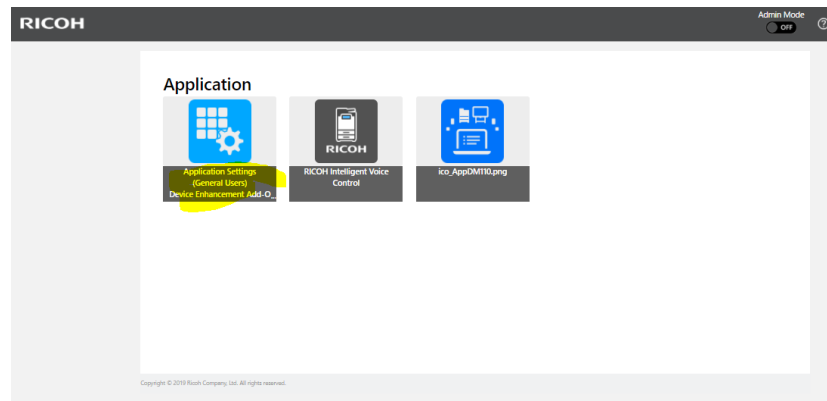 RICOH
Admin Mode
OFF
Application
RICOH
Application Settings
(General Users)
Device Enhancement Add-O...
RICOH Intelligent Voice
Control
ico_AppDM110.png
Copyright © 2019 Ricoh Company, Ltd. All rights reserved.